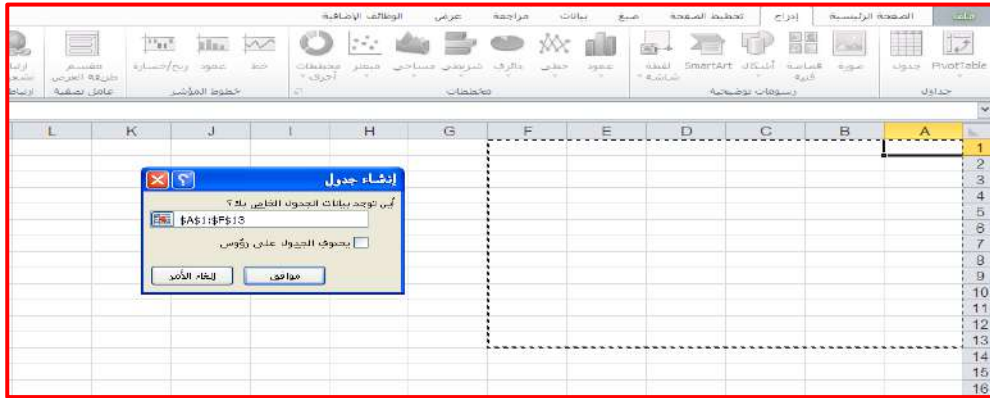 ملف الصفحة الرئيسية إدراج تخطيط الصفحة صيغ بيانات مراجعة عرض الوظائف الإضافية
PivotTable جدول صورة قصاصة فنية أشكال SmartArt لقطة شاشة عمود خطي دائري شريطي مساحي مبعثر مخططات أخرى خط عمود ربح/خسارة مقسم طريقة العرض
جداول رسومات توضيحية مخططات خطوط المؤشر عامل تصفية
A B C D E F G H I J K L
1
2
3
4
5
6
7
8
9
10
11
12
13
14
15
16
إنشاء جدول
أين توجد بيانات الجدول الخاص بك؟
$A$1:$F$13
يحتوي الجدول على رؤوس
موافق إلغاء الأمر